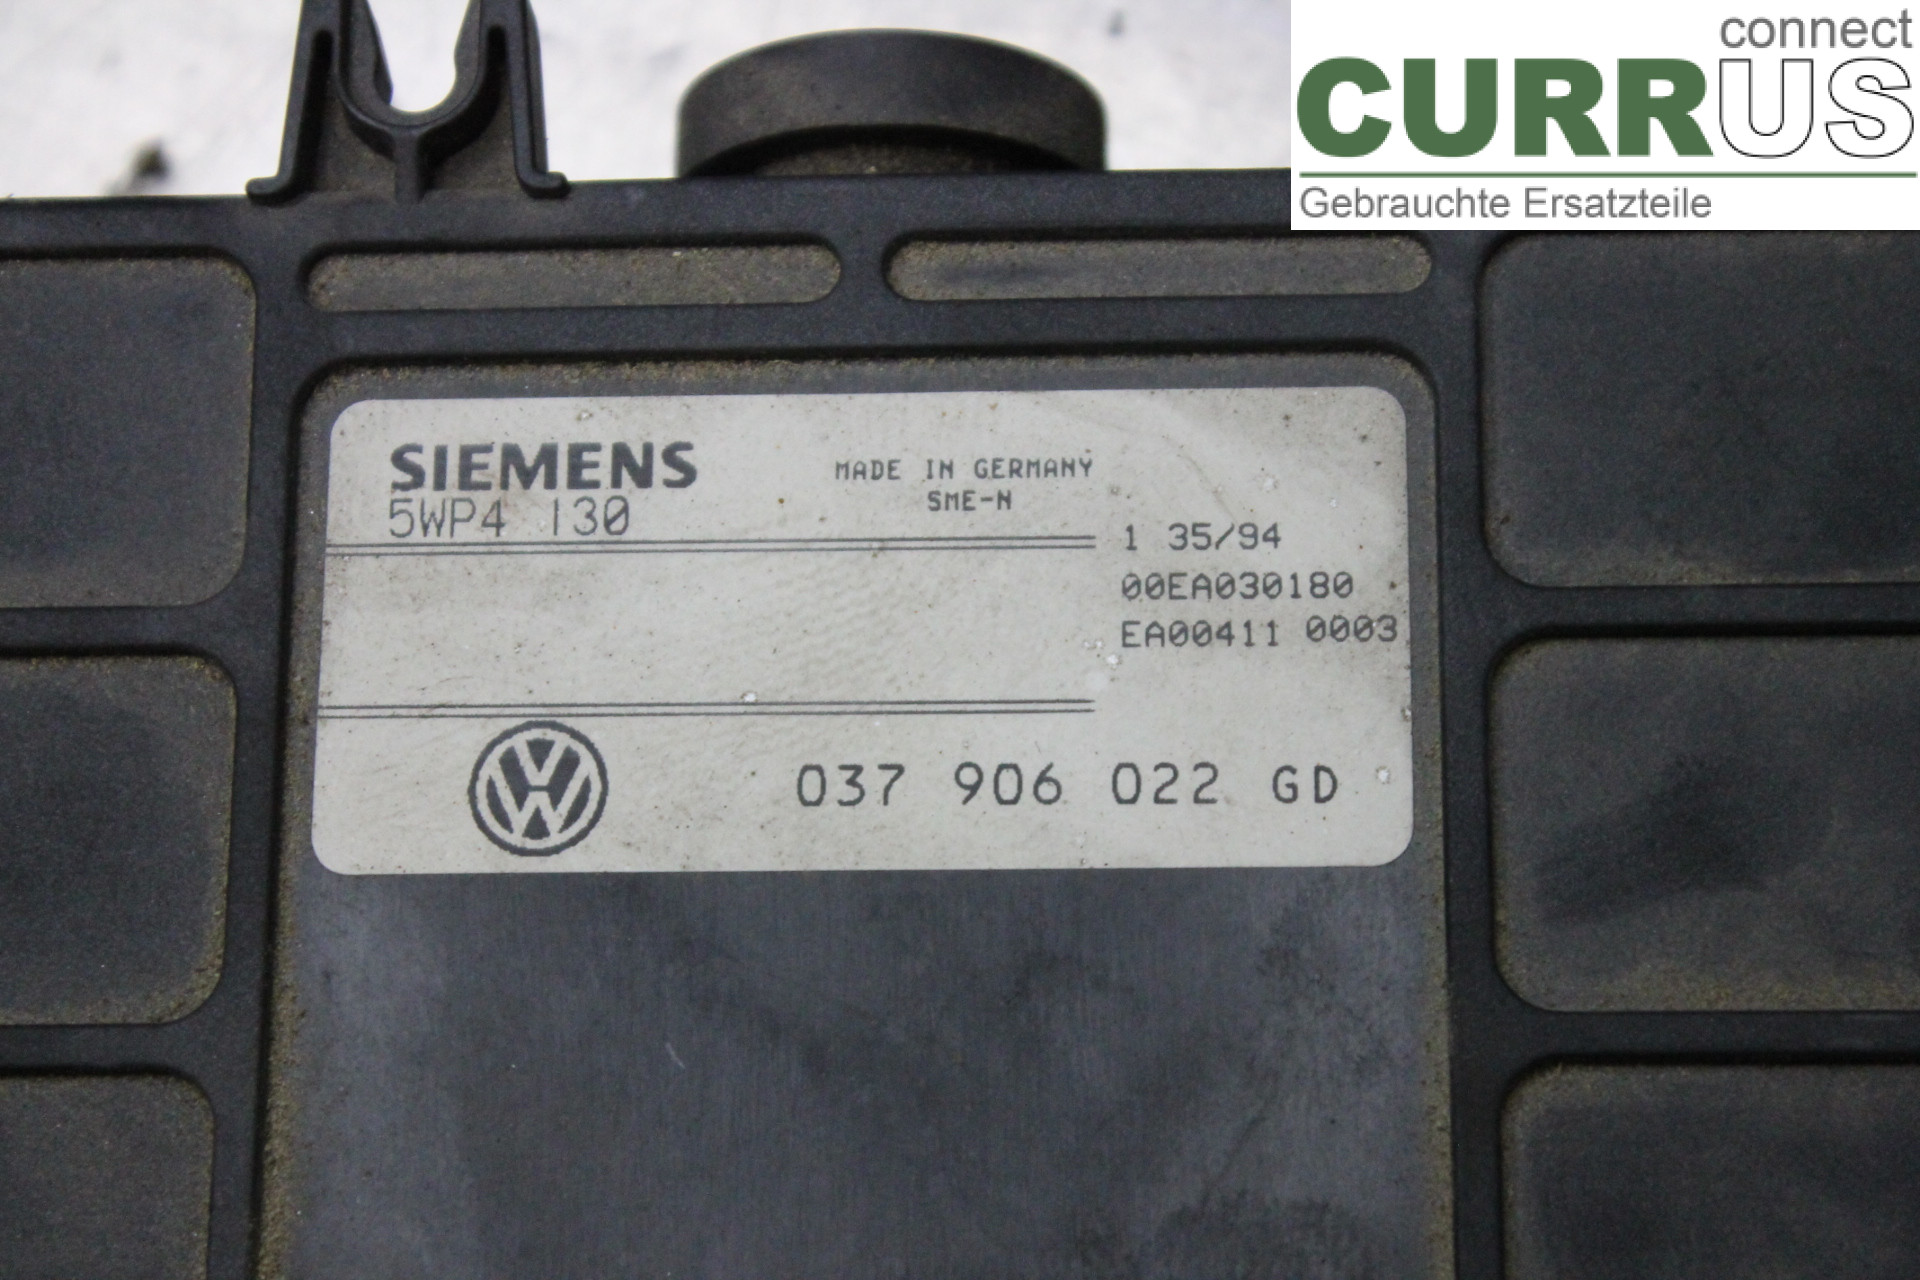 connect
CURRUS
Gebrauchte Ersatzteile
SIEMENS
5WP4 130
MADE IN GERMANY
SME-N
1 35/94
00EA030180
EA00411 0003
VW
037 906 022 GD